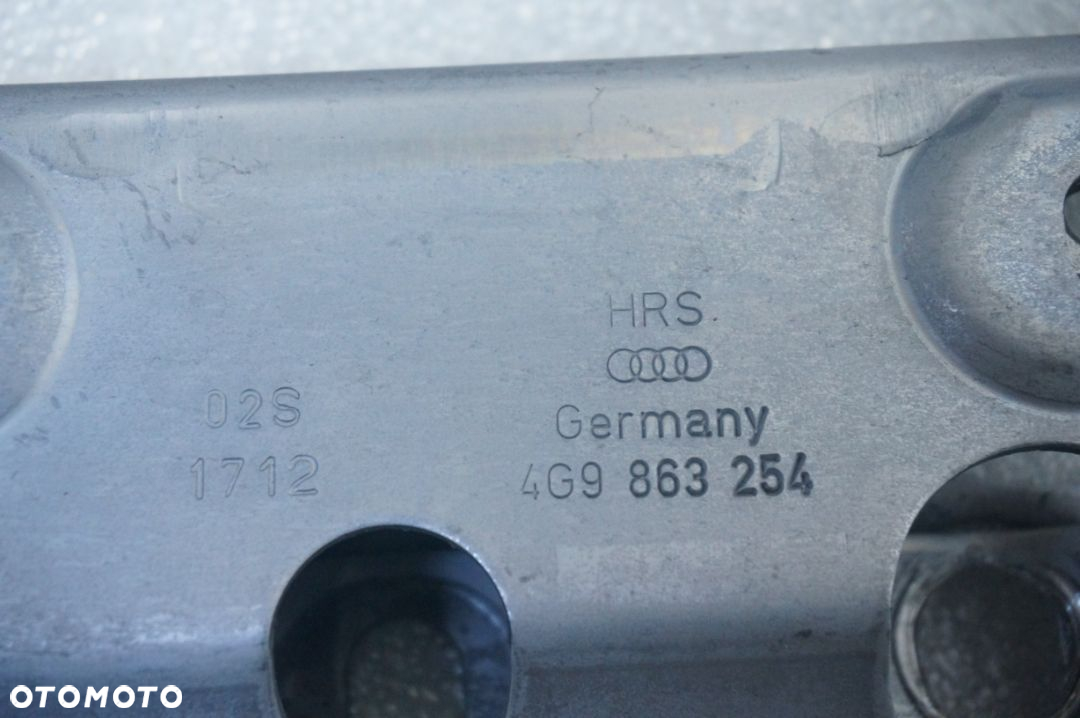 HRS
Germany
4G9 863 254
02S
1712
OTOMOTO